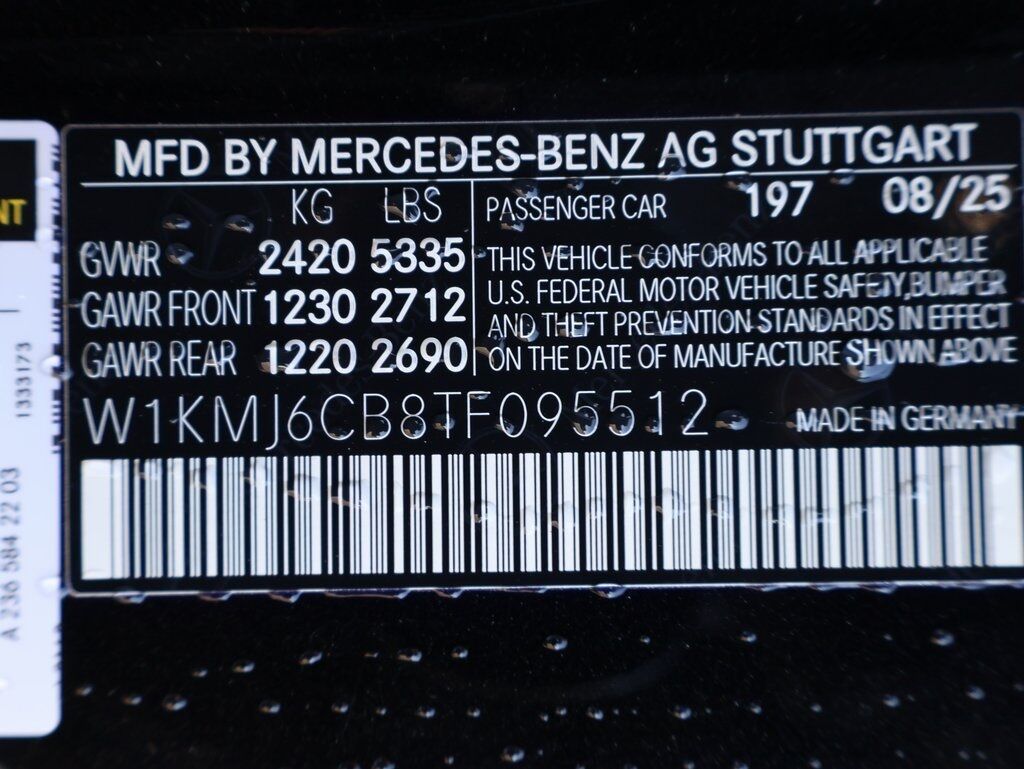 MFD BY MERCEDES-BENZ AG STUTTGART
KG LBS
GVWR 2420 5335
GAWR FRONT 1230 2712
GAWR REAR 1220 2690
PASSENGER CAR 197 08/25
THIS VEHICLE CONFORMS TO ALL APPLICABLE
U.S. FEDERAL MOTOR VEHICLE SAFETY, BUMPER
AND THEFT PREVENTION STANDARDS IN EFFECT
ON THE DATE OF MANUFACTURE SHOWN ABOVE
W1KMJ6CB8TF095512 MADE IN GERMANY
NT
1333173
A 236 584 22 03